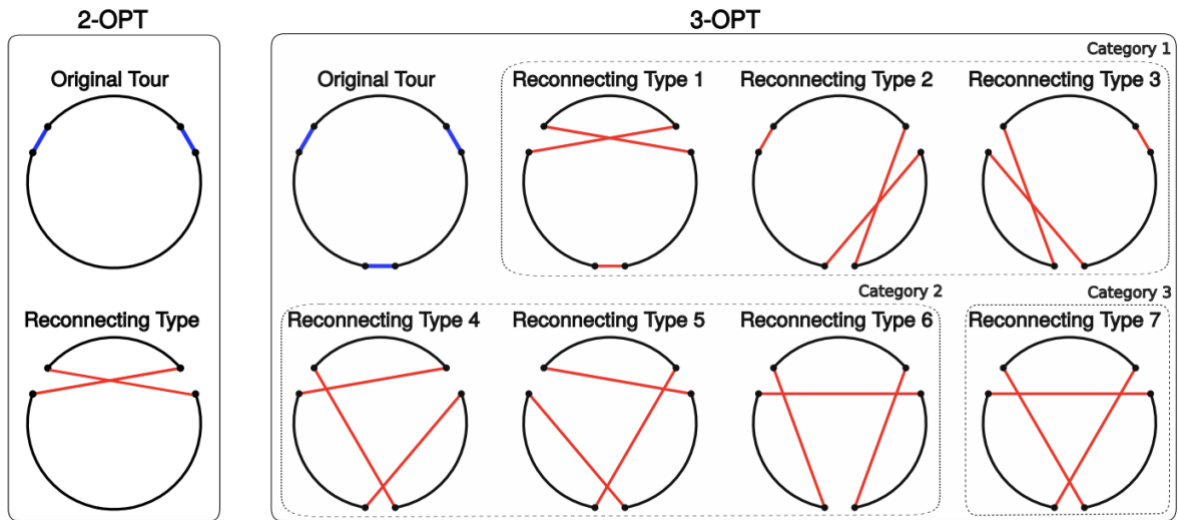 2-OPT
Original Tour
Reconnecting Type
3-OPT
Category 1
Original Tour
Reconnecting Type 1
Reconnecting Type 2
Reconnecting Type 3
Category 2
Category 3
Reconnecting Type 4
Reconnecting Type 5
Reconnecting Type 6
Reconnecting Type 7